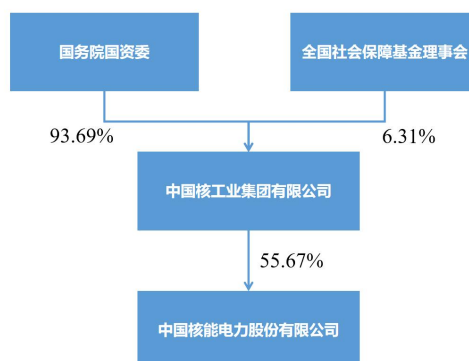 国务院国资委
全国社会保障基金理事会
93.69%
6.31%
中国核工业集团有限公司
55.67%
中国核能电力股份有限公司